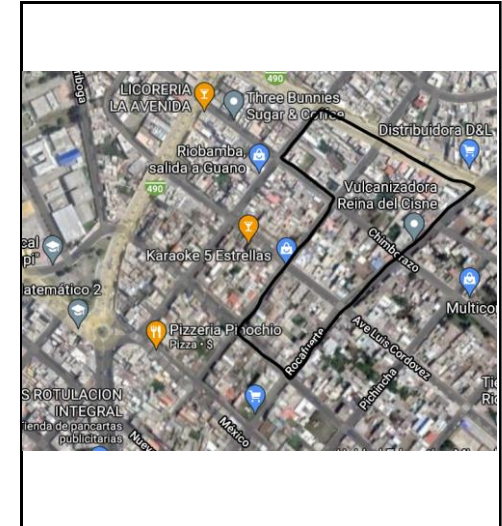 490
LICORERIA
LA AVENIDA
Three Bunnies
Sugar & Coffee
Distribuidora D&L
Riobamba,
salida a Guano
490
Vulcanizadora
Reina del Cisne
Karaoke 5 Estrellas
Chimborazo
atemático 2
Multicor
Pizzeria Pinochio
Pizza • $
Rocafuerte
Ave Luis Cordovez
Pichincha
S ROTULACION
INTEGRAL
Tienda de pancartas
publicitarias
México